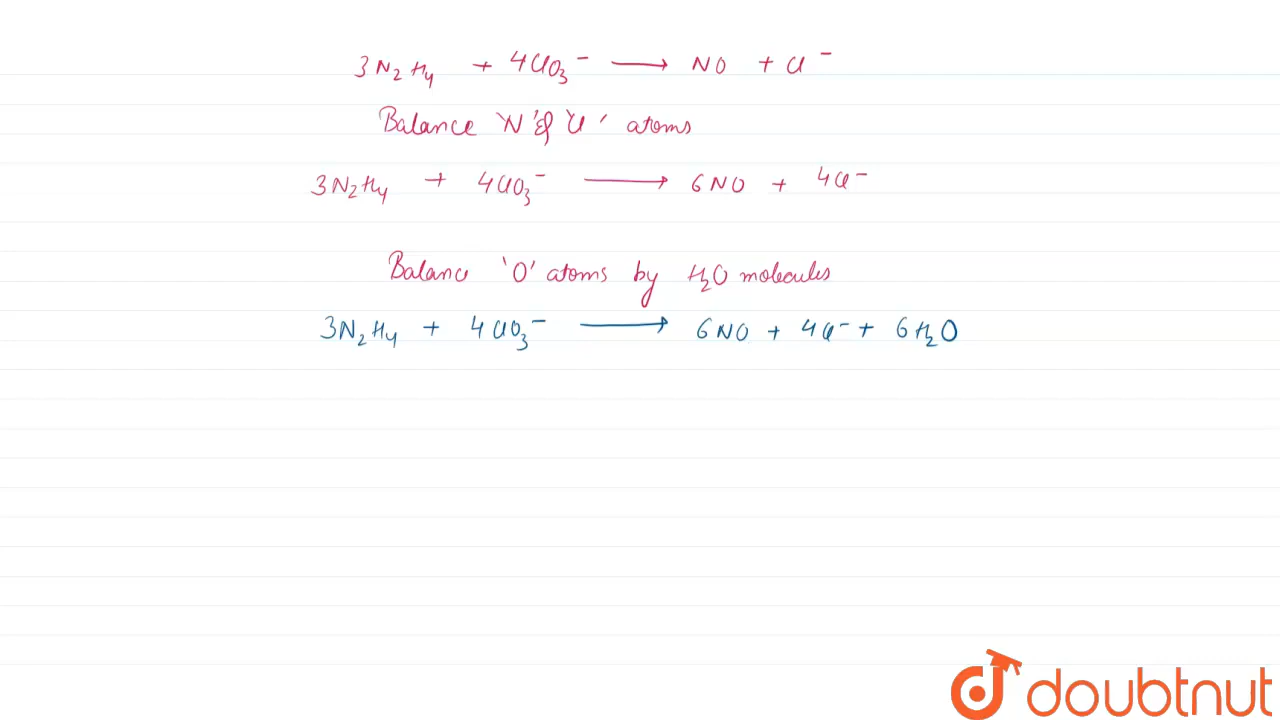 3N₂H₄ + 4ClO₃⁻ ⟶ NO + Cl⁻
Balance 'N' & 'Cl' atoms
3N₂H₄ + 4ClO₃⁻ ⟶ 6NO + 4Cl⁻
Balance 'O' atoms by H₂O molecules
3N₂H₄ + 4ClO₃⁻ ⟶ 6NO + 4Cl⁻ + 6H₂O
doubtnut